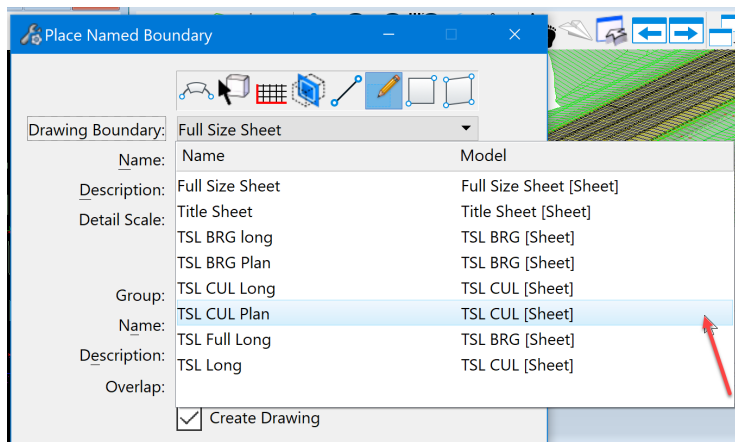 Place Named Boundary
Drawing Boundary: Full Size Sheet
Name:
Description:
Detail Scale:
Group:
Name:
Description:
Overlap:
Name Model
Full Size Sheet Full Size Sheet [Sheet]
Title Sheet Title Sheet [Sheet]
TSL BRG long TSL BRG [Sheet]
TSL BRG Plan TSL BRG [Sheet]
TSL CUL Long TSL CUL [Sheet]
TSL CUL Plan TSL CUL [Sheet]
TSL Full Long TSL BRG [Sheet]
TSL Long TSL CUL [Sheet]
Create Drawing